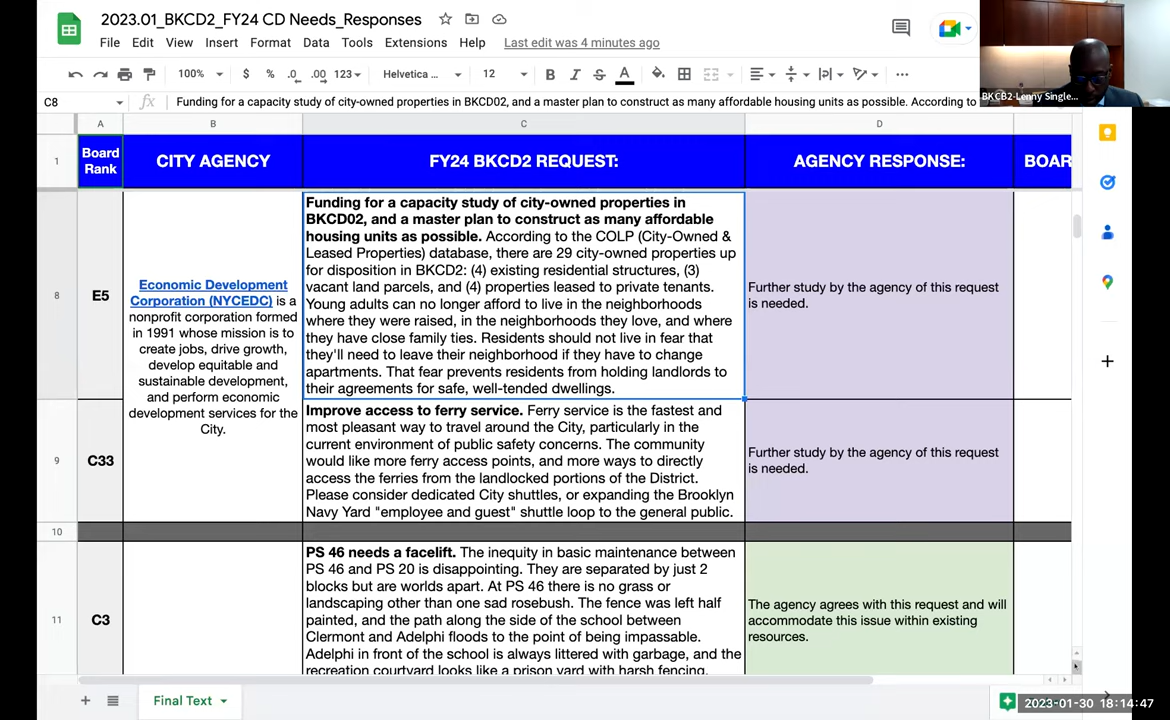 2023.01_BKCD2_FY24 CD Needs_Responses
File Edit View Insert Format Data Tools Extensions Help Last edit was 4 minutes ago
100% $ % .0 .00 123 Helvetica ... 12 B I S A
BKCB2-Lenny Single...
C8 fx Funding for a capacity study of city-owned properties in BKCD02, and a master plan to construct as many affordable housing units as possible. According to
A B C D
1
Board
Rank
CITY AGENCY
FY24 BKCD2 REQUEST:
AGENCY RESPONSE:
BOAR
8
E5
Economic Development
Corporation (NYCEDC) is a
nonprofit corporation formed
in 1991 whose mission is to
create jobs, drive growth,
develop equitable and
sustainable development,
and perform economic
development services for the
City.
Funding for a capacity study of city-owned properties in
BKCD02, and a master plan to construct as many affordable
housing units as possible. According to the COLP (City-Owned &
Leased Properties) database, there are 29 city-owned properties up
for disposition in BKCD2: (4) existing residential structures, (3)
vacant land parcels, and (4) properties leased to private tenants.
Young adults can no longer afford to live in the neighborhoods
where they were raised, in the neighborhoods they love, and where
they have close family ties. Residents should not live in fear that
they'll need to leave their neighborhood if they have to change
apartments. That fear prevents residents from holding landlords to
their agreements for safe, well-tended dwellings.
Further study by the agency of this request
is needed.
9
C33
Improve access to ferry service. Ferry service is the fastest and
most pleasant way to travel around the City, particularly in the
current environment of public safety concerns. The community
would like more ferry access points, and more ways to directly
access the ferries from the landlocked portions of the District.
Please consider dedicated City shuttles, or expanding the Brooklyn
Navy Yard "employee and guest" shuttle loop to the general public.
Further study by the agency of this request
is needed.
10
11
C3
PS 46 needs a facelift. The inequity in basic maintenance between
PS 46 and PS 20 is disappointing. They are separated by just 2
blocks but are worlds apart. At PS 46 there is no grass or
landscaping other than one sad rosebush. The fence was left half
painted, and the path along the side of the school between
Clermont and Adelphi floods to the point of being impassable.
Adelphi in front of the school is always littered with garbage, and the
recreation courtyard looks like a prison yard with harsh fencing.
The agency agrees with this request and will
accommodate this issue within existing
resources.
Final Text
2023-01-30 18:14:47